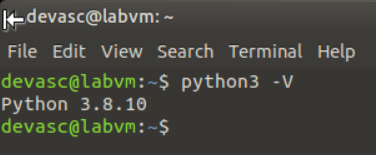 devasc@labvm: ~
File Edit View Search Terminal Help
devasc@labvm:~$ python3 -V
Python 3.8.10
devasc@labvm:~$